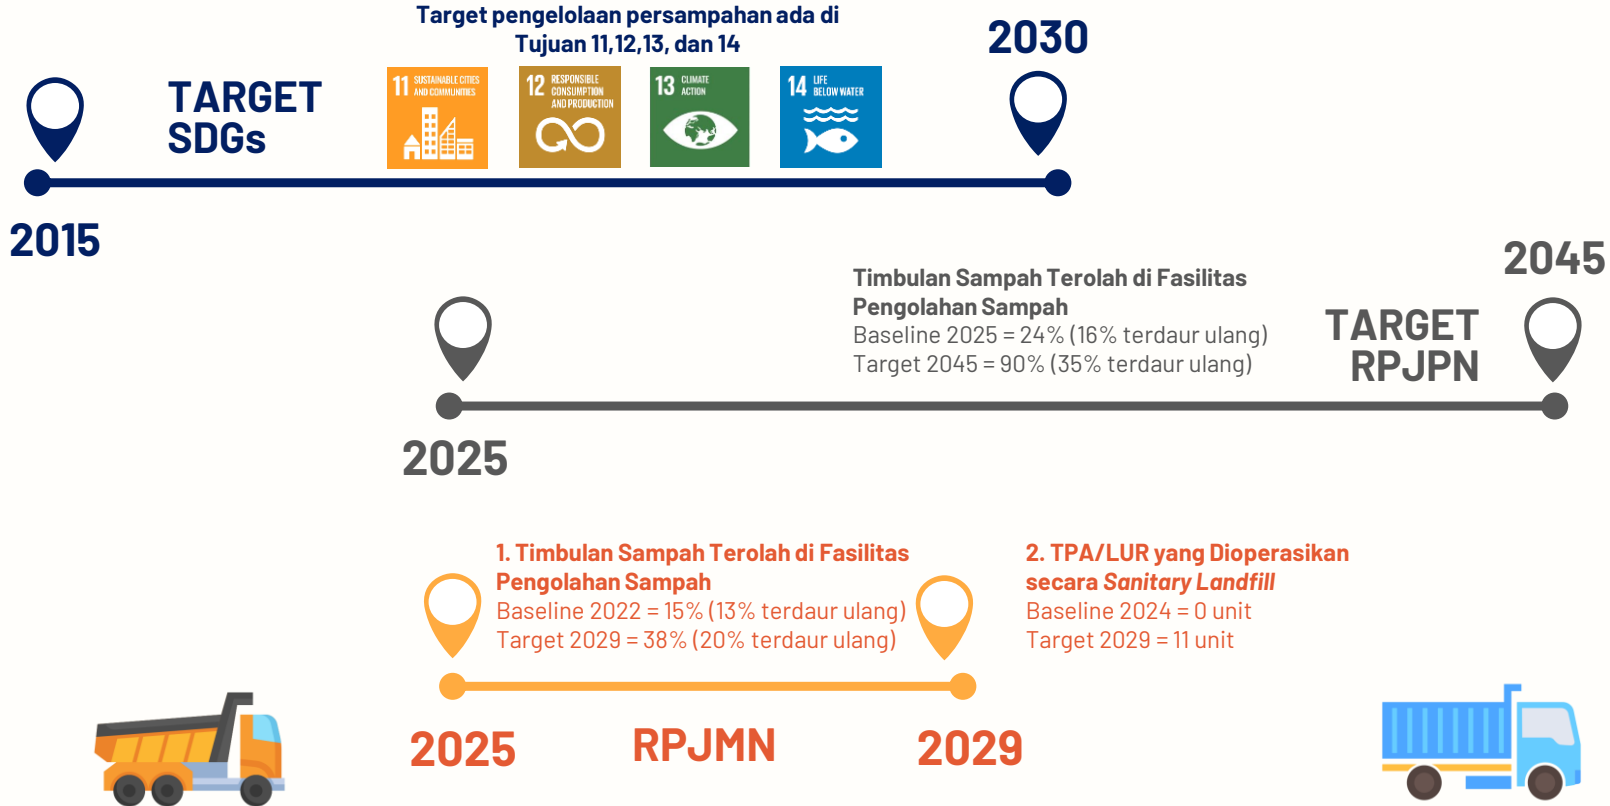 Target pengelolaan persampahan ada di
Tujuan 11,12,13, dan 14
2030
TARGET
SDGs
11 SUSTAINABLE CITIES
AND COMMUNITIES
12 RESPONSIBLE
CONSUMPTION
AND PRODUCTION
13 CLIMATE
ACTION
14 LIFE
BELOW WATER
2015
2045
Timbulan Sampah Terolah di Fasilitas
Pengolahan Sampah
Baseline 2025 = 24% (16% terdaur ulang)
Target 2045 = 90% (35% terdaur ulang)
TARGET
RPJPN
2025
1. Timbulan Sampah Terolah di Fasilitas
Pengolahan Sampah
Baseline 2022 = 15% (13% terdaur ulang)
Target 2029 = 38% (20% terdaur ulang)
2. TPA/LUR yang Dioperasikan
secara Sanitary Landfill
Baseline 2024 = 0 unit
Target 2029 = 11 unit
2025
RPJMN
2029